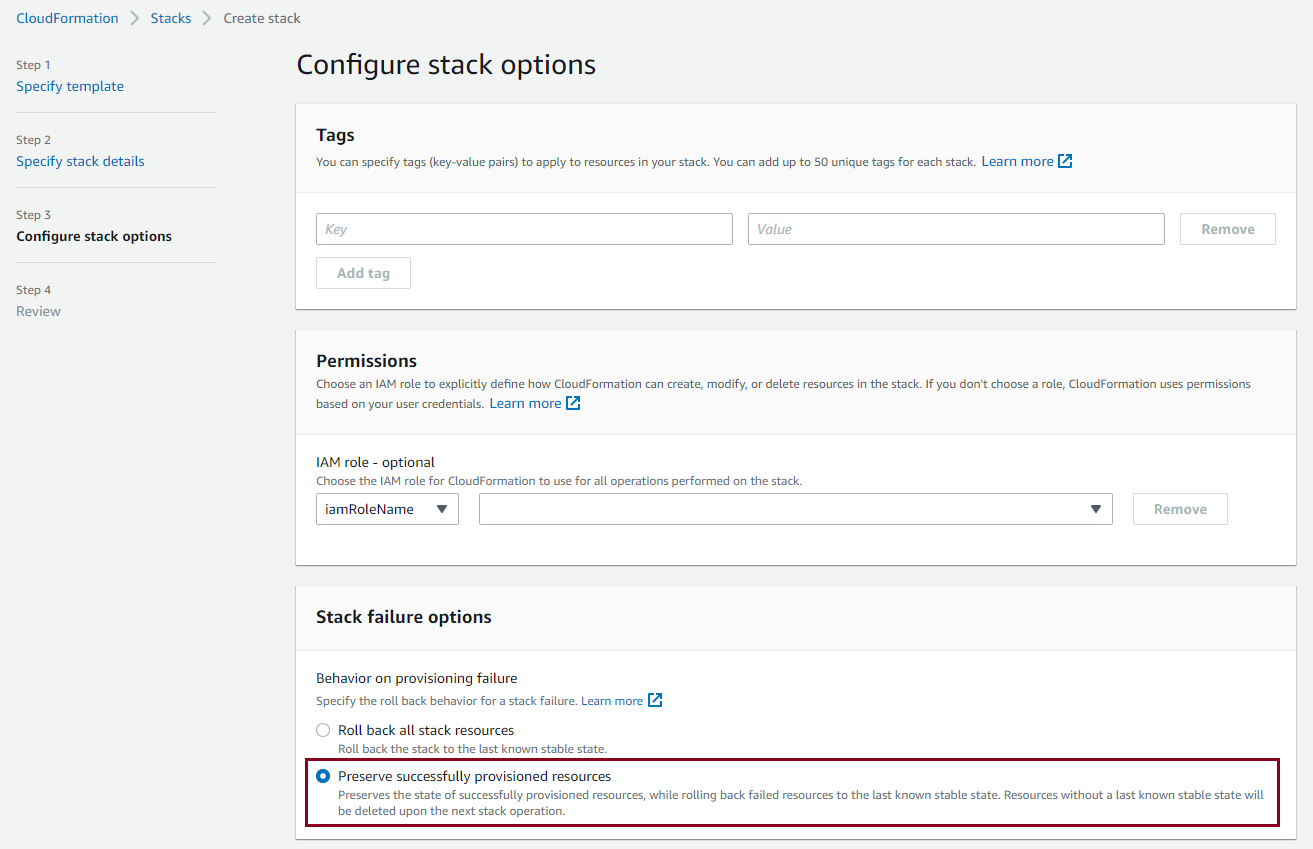 CloudFormation > Stacks > Create stack
Step 1
Specify template
Step 2
Specify stack details
Step 3
Configure stack options
Step 4
Review
Configure stack options
Tags
You can specify tags (key-value pairs) to apply to resources in your stack. You can add up to 50 unique tags for each stack. Learn more
Key
Value
Remove
Add tag
Permissions
Choose an IAM role to explicitly define how CloudFormation can create, modify, or delete resources in the stack. If you don't choose a role, CloudFormation uses permissions
based on your user credentials. Learn more
IAM role - optional
Choose the IAM role for CloudFormation to use for all operations performed on the stack.
iamRoleName
Remove
Stack failure options
Behavior on provisioning failure
Specify the roll back behavior for a stack failure. Learn more
Roll back all stack resources
Roll back the stack to the last known stable state.
Preserve successfully provisioned resources
Preserves the state of successfully provisioned resources, while rolling back failed resources to the last known stable state. Resources without a last known stable state will
be deleted upon the next stack operation.